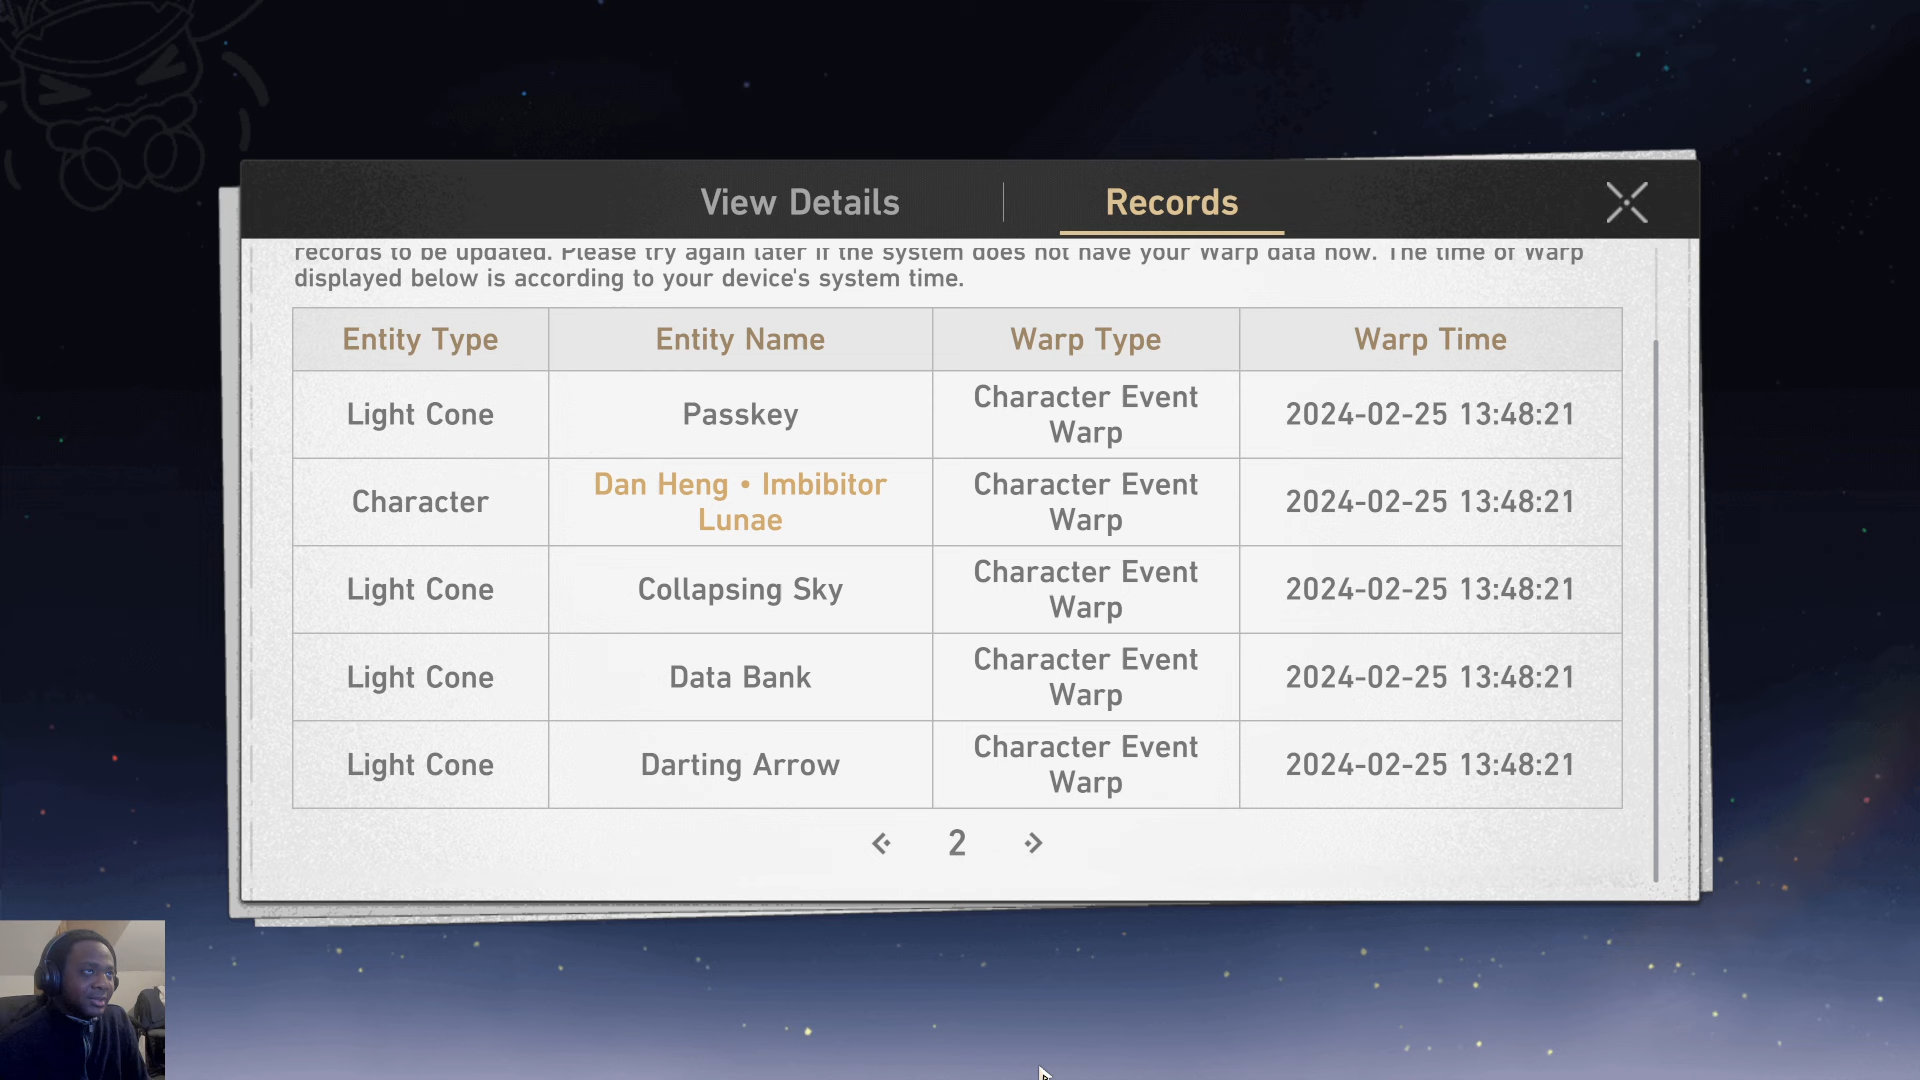 View Details
Records
records to be updated. Please try again later if the system does not have your Warp data now. The time of Warp
displayed below is according to your device's system time.
Entity Type
Entity Name
Warp Type
Warp Time
Light Cone
Passkey
Character Event
Warp
2024-02-25 13:48:21
Character
Dan Heng • Imbibitor
Lunae
Character Event
Warp
2024-02-25 13:48:21
Light Cone
Collapsing Sky
Character Event
Warp
2024-02-25 13:48:21
Light Cone
Data Bank
Character Event
Warp
2024-02-25 13:48:21
Light Cone
Darting Arrow
Character Event
Warp
2024-02-25 13:48:21
2